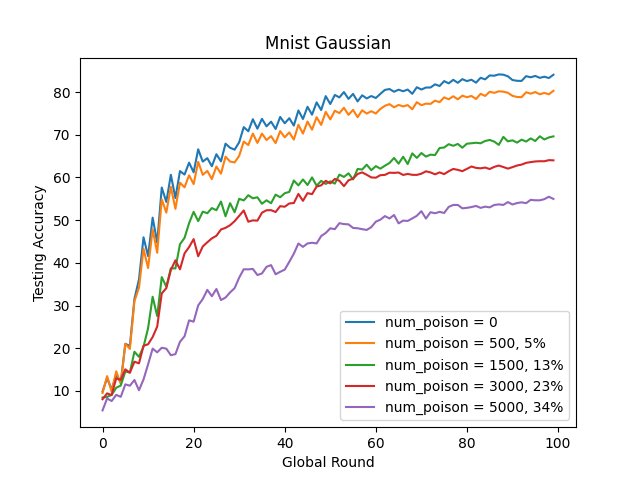 Mnist Gaussian
Testing Accuracy
80
70
60
50
40
30
20
10
0
20
40
60
80
100
Global Round
num_poison = 0
num_poison = 500, 5%
num_poison = 1500, 13%
num_poison = 3000, 23%
num_poison = 5000, 34%